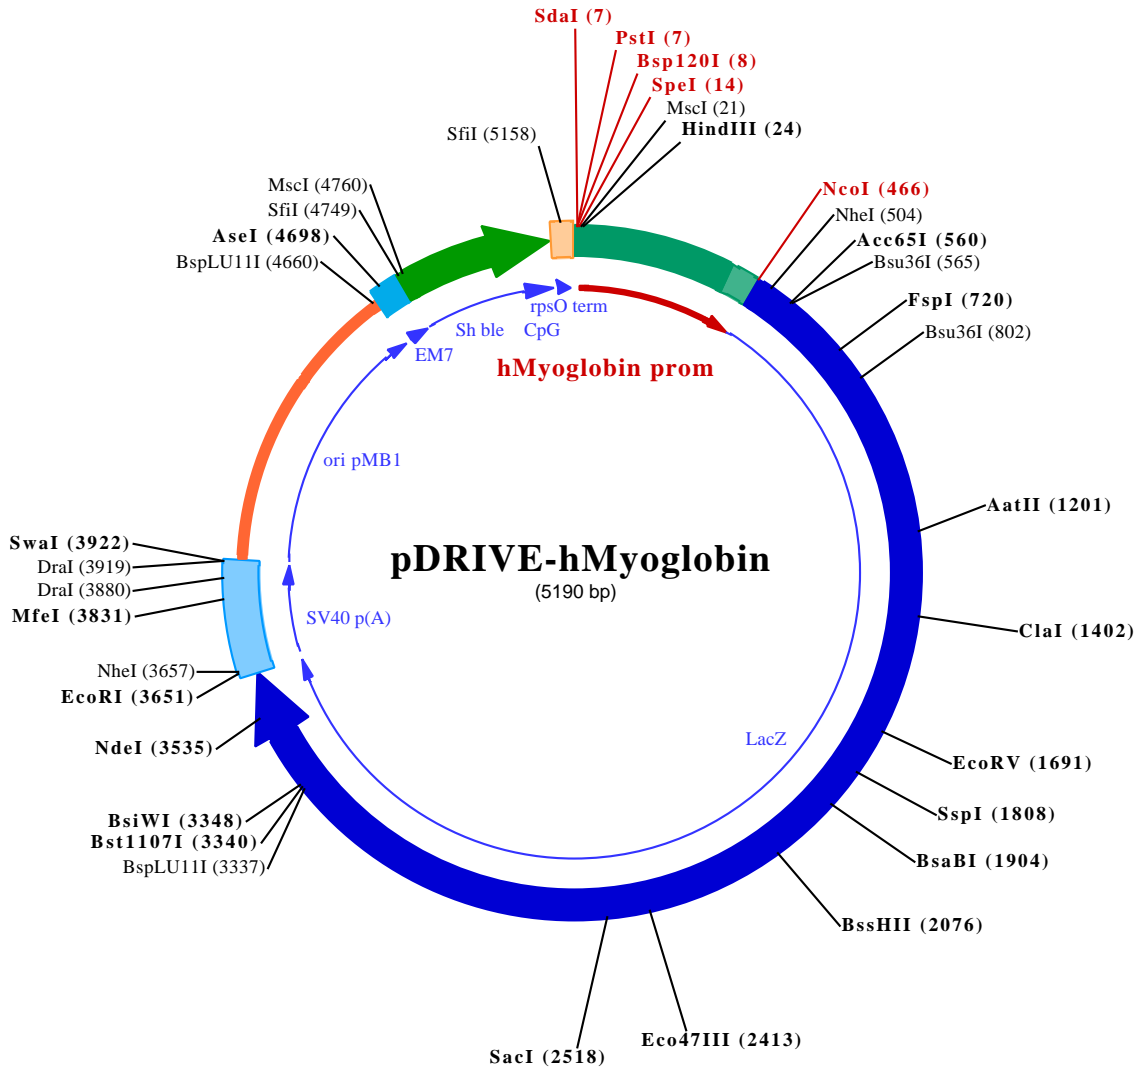 SdaI (7)
PstI (7)
Bsp120I (8)
SpeI (14)
MscI (21)
HindIII (24)
SfiI (5158)
MscI (4760)
SfiI (4749)
AseI (4698)
BspLU11I (4660)
NcoI (466)
NheI (504)
Acc65I (560)
Bsu36I (565)
FspI (720)
Bsu36I (802)
rpsO term
Sh ble CpG
EM7
hMyoglobin prom
ori pMB1
AatII (1201)
SwaI (3922)
DraI (3919)
DraI (3880)
MfeI (3831)
pDRIVE-hMyoglobin
(5190 bp)
SV40 p(A)
ClaI (1402)
NheI (3657)
EcoRI (3651)
NdeI (3535)
LacZ
EcoRV (1691)
SspI (1808)
BsiWI (3348)
Bst1107I (3340)
BspLU11I (3337)
BsaBI (1904)
BssHII (2076)
Eco47III (2413)
SacI (2518)